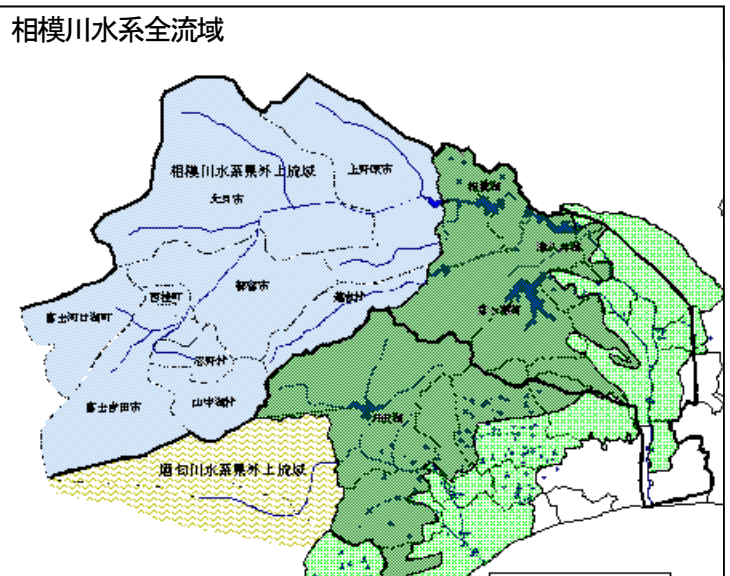 相模川水系全流域
相模川水系県外上流域
上野原市
大月市
相模湖
津久井湖
都留市
道志村
西桂町
宮ヶ瀬湖
富士河口湖町
忍野村
山中湖村
富士吉田市
丹沢湖
酒匂川水系県外上流域